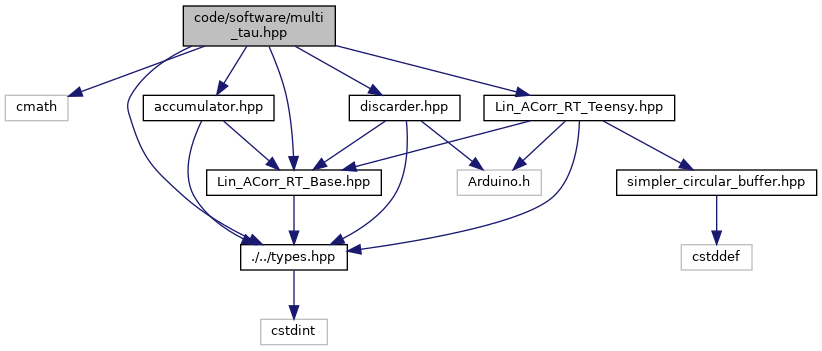 code/software/multi
_tau.hpp
cmath
accumulator.hpp
discarder.hpp
Lin_ACorr_RT_Teensy.hpp
Lin_ACorr_RT_Base.hpp
Arduino.h
simpler_circular_buffer.hpp
./../types.hpp
cstddef
cstdint